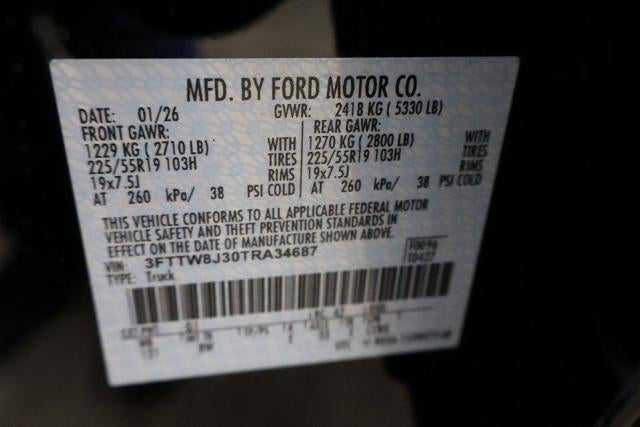 MFD. BY FORD MOTOR CO.
DATE: 01/26 GVWR: 2418 KG ( 5330 LB)
FRONT GAWR: REAR GAWR:
1229 KG ( 2710 LB) WITH 1270 KG ( 2800 LB) WITH
225/55R19 103H TIRES 225/55R19 103H TIRES
19x7.5J RIMS 19x7.5J RIMS
AT 260 kPa/ 38 PSI COLD AT 260 kPa/ 38 PSI COLD
THIS VEHICLE CONFORMS TO ALL APPLICABLE FEDERAL MOTOR
VEHICLE SAFETY AND THEFT PREVENTION STANDARDS IN
EFFECT ON THE DATE OF MANUFACTURE SHOWN ABOVE.
VIN: 3FTTW8J30TRA34687 F0096
TYPE: Truck T0427
EXT PNT